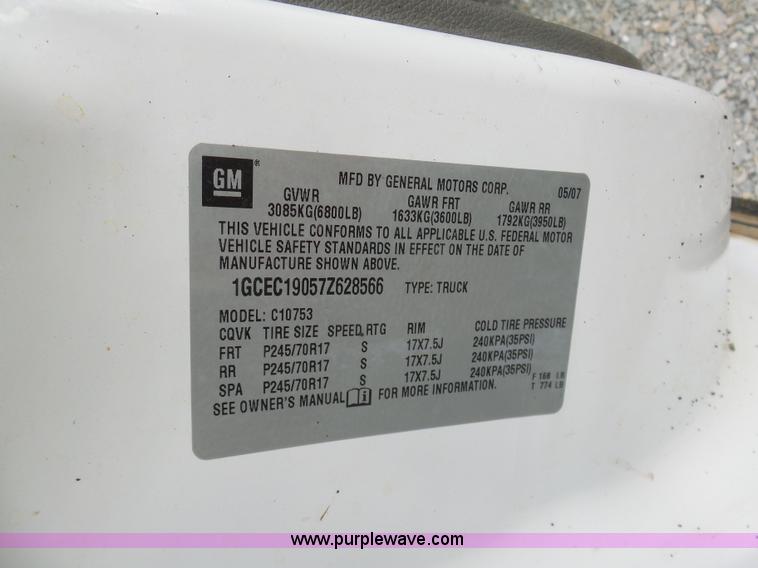 GM ®
MFD BY GENERAL MOTORS CORP. 05/07
GVWR GAWR FRT GAWR RR
3085KG(6800LB) 1633KG(3600LB) 1792KG(3950LB)
THIS VEHICLE CONFORMS TO ALL APPLICABLE U.S. FEDERAL MOTOR
VEHICLE SAFETY STANDARDS IN EFFECT ON THE DATE OF
MANUFACTURE SHOWN ABOVE.
1GCEC19057Z628566 TYPE: TRUCK
MODEL: C10753
CQVK TIRE SIZE SPEED RTG RIM COLD TIRE PRESSURE
FRT P245/70R17 S 17X7.5J 240KPA(35PSI)
RR P245/70R17 S 17X7.5J 240KPA(35PSI)
SPA P245/70R17 S 17X7.5J 240KPA(35PSI) F 168 LB
T 774 LB
SEE OWNER'S MANUAL FOR MORE INFORMATION.
www.purplewave.com